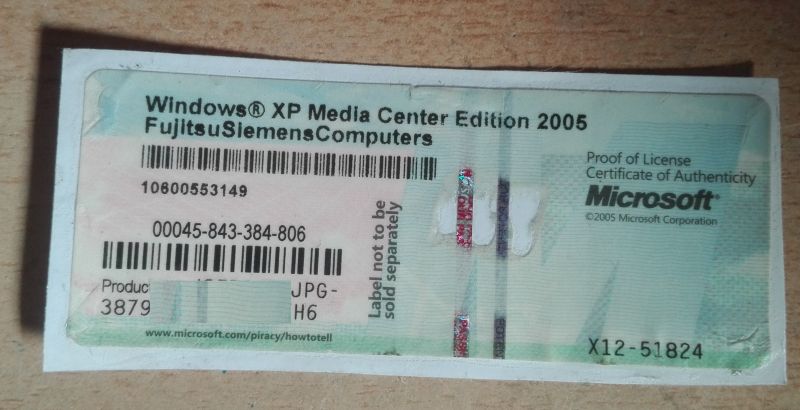 Windows® XP Media Center Edition 2005
FujitsuSiemensComputers
10600553149
00045-843-384-806
Produc JPG-
3879 H6
www.microsoft.com/piracy/howtotell
Label not to be
sold separately
Proof of License
Certificate of Authenticity
Microsoft®
©2005 Microsoft Corporation
X12-51824